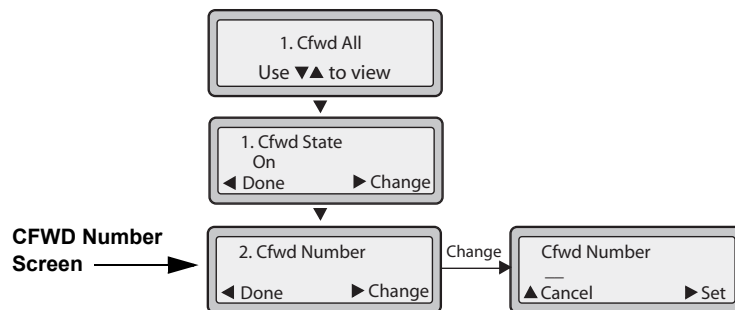 1. Cfwd All
Use ▼▲ to view
▼
1. Cfwd State
On
◀ Done ▶ Change
▼
CFWD Number
Screen
2. Cfwd Number
◀ Done ▶ Change
Change
Cfwd Number
__
▲ Cancel ▶ Set